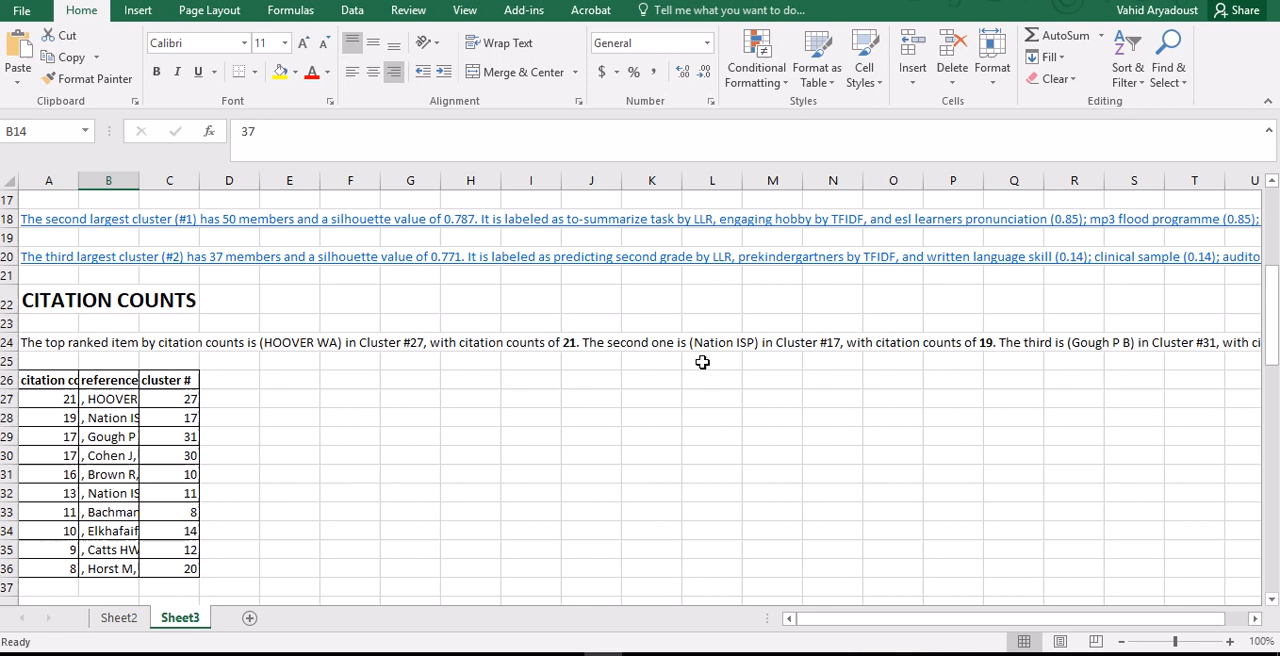 File Home Insert Page Layout Formulas Data Review View Add-ins Acrobat Tell me what you want to do... Vahid Aryadoust Share
Paste Cut Calibri 11 Wrap Text General Conditional Formatting Format as Table Cell Styles Insert Delete Format AutoSum Sort & Filter Find & Select
Copy Fill
Format Painter B I U Merge & Center $ % , Clear
Clipboard Font Alignment Number Styles Cells Editing
B14 fx 37
A B C D E F G H I J K L M N O P Q R S T U
17
18 The second largest cluster (#1) has 50 members and a silhouette value of 0.787. It is labeled as to-summarize task by LLR, engaging hobby by TFIDF, and esl learners pronunciation (0.85); mp3 flood programme (0.85);
19
20 The third largest cluster (#2) has 37 members and a silhouette value of 0.771. It is labeled as predicting second grade by LLR, prekindergartners by TFIDF, and written language skill (0.14); clinical sample (0.14); audito
21
22 CITATION COUNTS
23
24 The top ranked item by citation counts is (HOOVER WA) in Cluster #27, with citation counts of 21. The second one is (Nation ISP) in Cluster #17, with citation counts of 19. The third is (Gough P B) in Cluster #31, with ci
25
26 citation co reference cluster #
27 21 , HOOVER 27
28 19 , Nation IS 17
29 17 , Gough P 31
30 17 , Cohen J, 30
31 16 , Brown R, 10
32 13 , Nation IS 11
33 11 , Bachmar 8
34 10 , Elkhafaif 14
35 9 , Catts HW 12
36 8 , Horst M, 20
37
Sheet2 Sheet3
Ready 100%